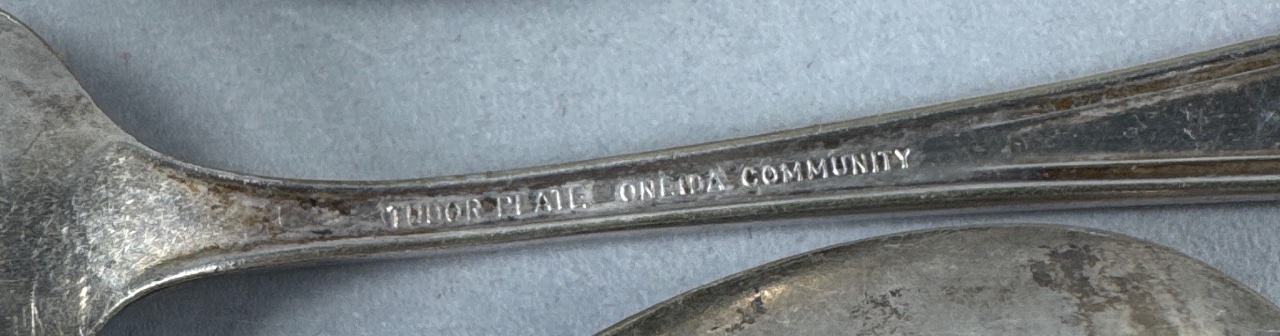 TUDOR PLATE ONEIDA COMMUNITY